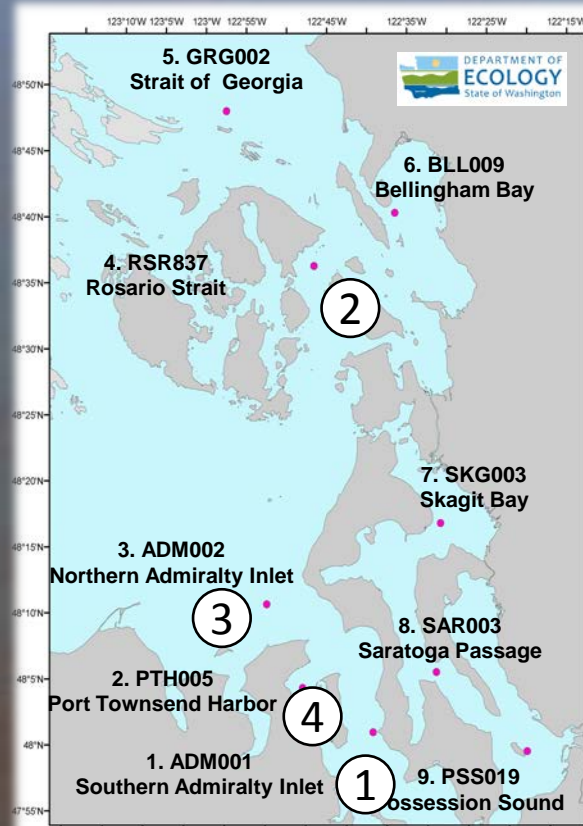 123°10'W 123°5'W 123°0'W 122°55'W 122°45'W 122°35'W 122°25'W 122°15'W
DEPARTMENT OF
ECOLOGY
State of Washington
48°50'N
48°45'N
48°40'N
48°35'N
48°30'N
48°25'N
48°20'N
48°15'N
48°10'N
48°5'N
48°N
47°55'N
5. GRG002
Strait of Georgia
6. BLL009
Bellingham Bay
4. RSR837
Rosario Strait
2
7. SKG003
Skagit Bay
3. ADM002
Northern Admiralty Inlet
3
8. SAR003
Saratoga Passage
2. PTH005
Port Townsend Harbor
4
1. ADM001
Southern Admiralty Inlet
1
9. PSS019
ossession Sound